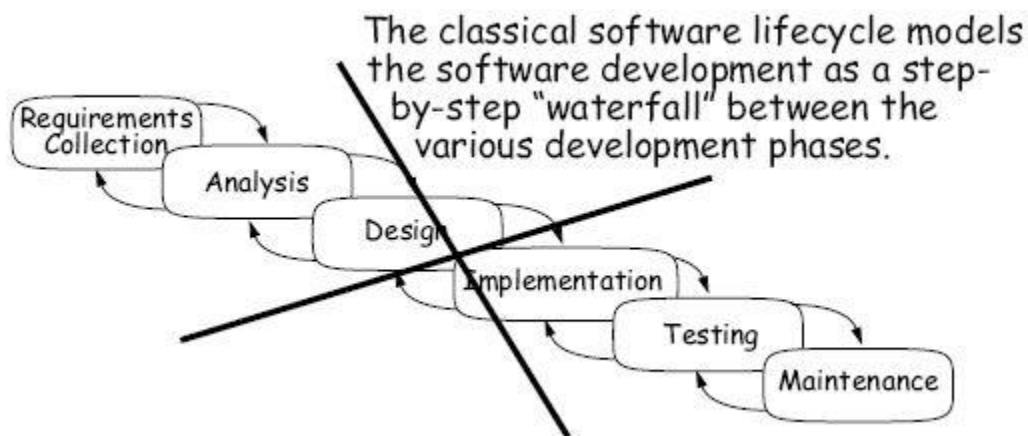 The classical software lifecycle models
the software development as a step-
by-step “waterfall” between the
various development phases.
Requirements
Collection
Analysis
Design
Implementation
Testing
Maintenance